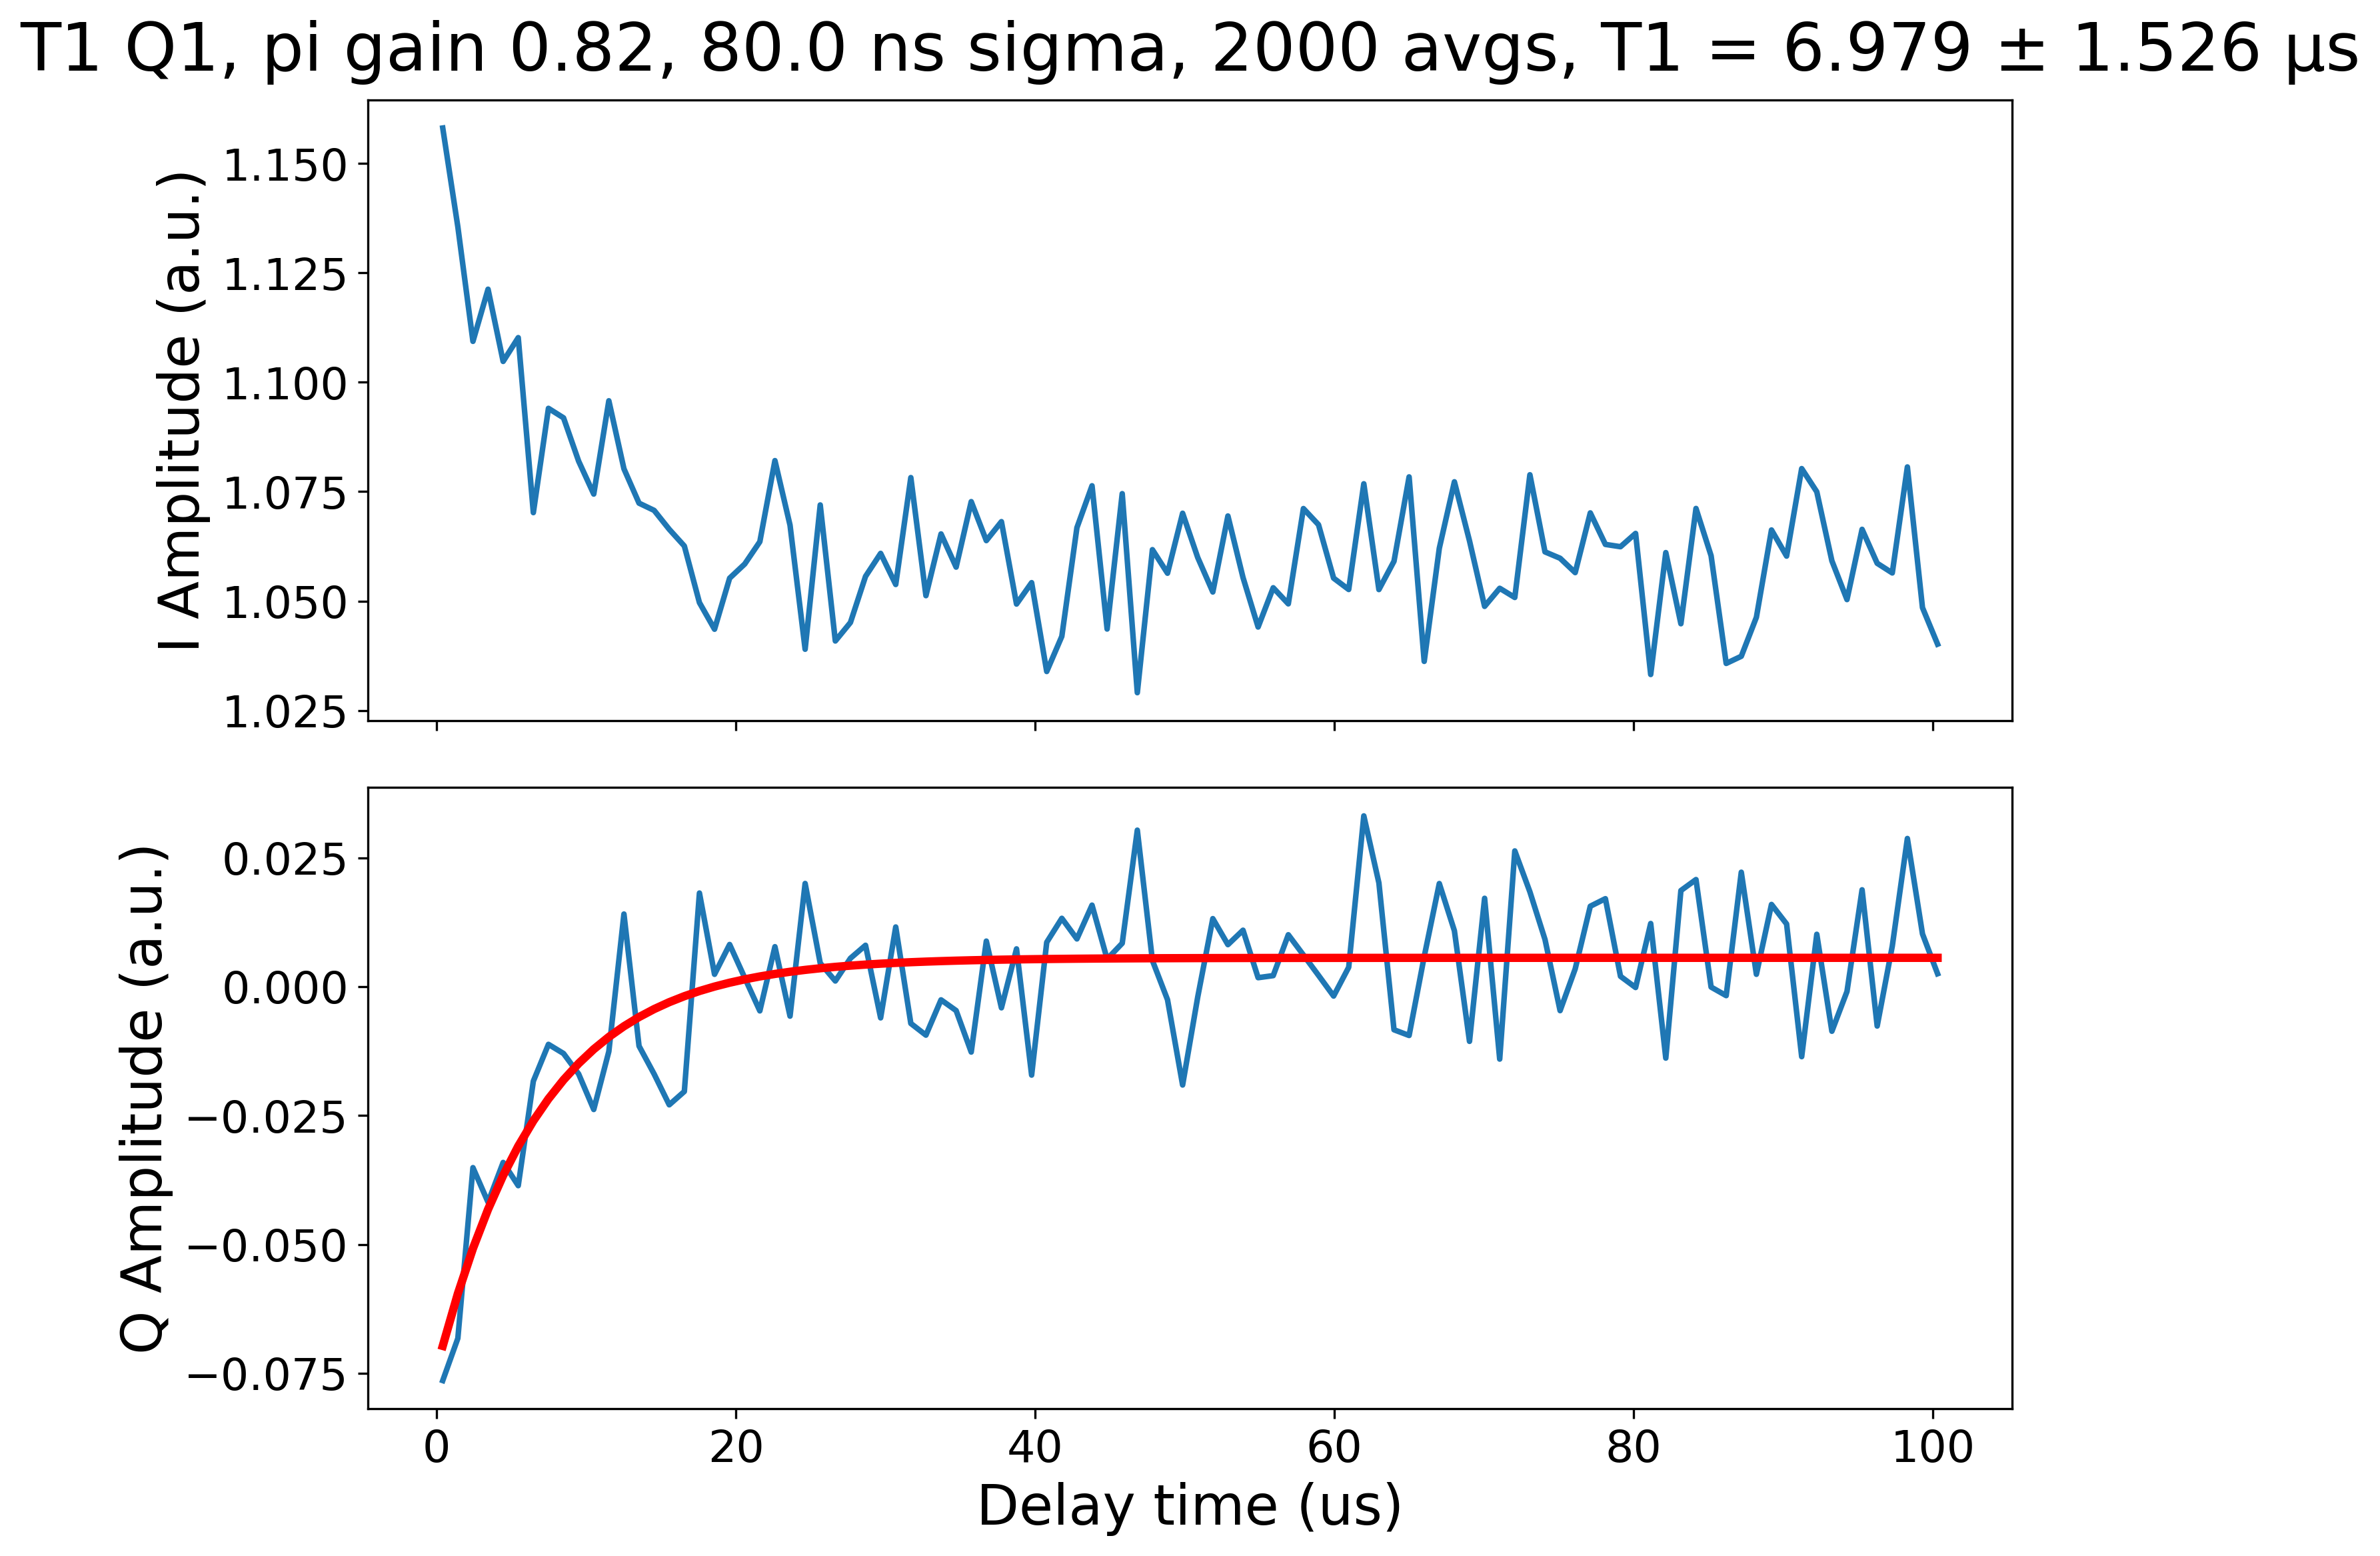 T1 Q1, pi gain 0.82, 80.0 ns sigma, 2000 avgs, T1 = 6.979 ± 1.526 µs
I Amplitude (a.u.)
1.150
1.125
1.100
1.075
1.050
1.025
Q Amplitude (a.u.)
0.025
0.000
−0.025
−0.050
−0.075
0 20 40 60 80 100
Delay time (us)